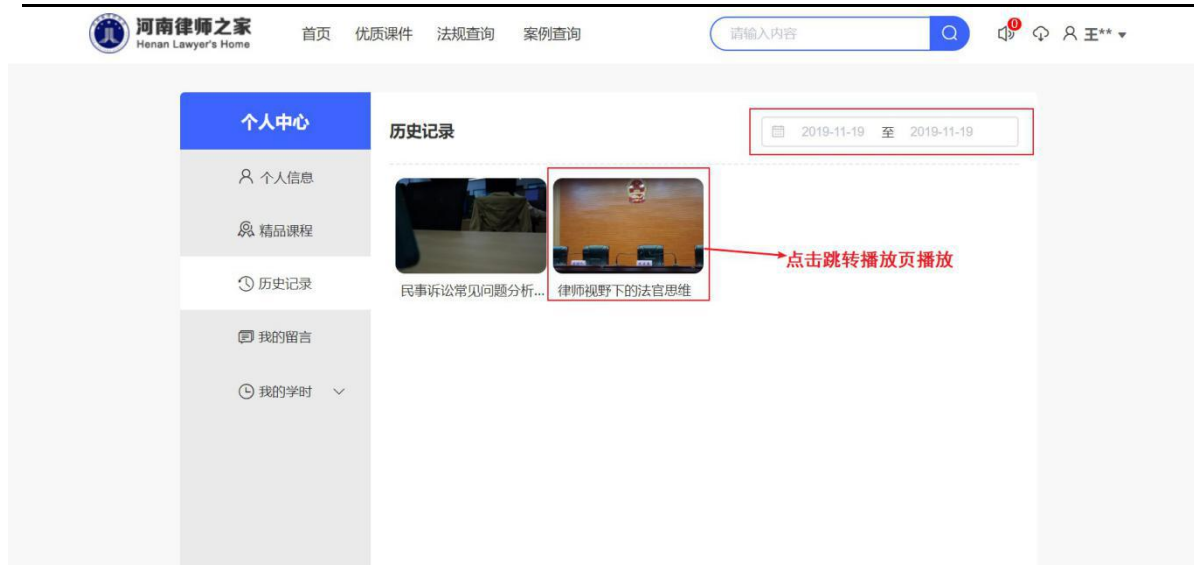 河南律师之家
Henan Lawyer's Home
首页 优质课件 法规查询 案例查询
请输入内容
0
王**
个人中心
历史记录
2019-11-19 至 2019-11-19
个人信息
精品课程
历史记录
我的留言
我的学时
点击跳转播放页播放
民事诉讼常见问题分析... 律师视野下的法官思维